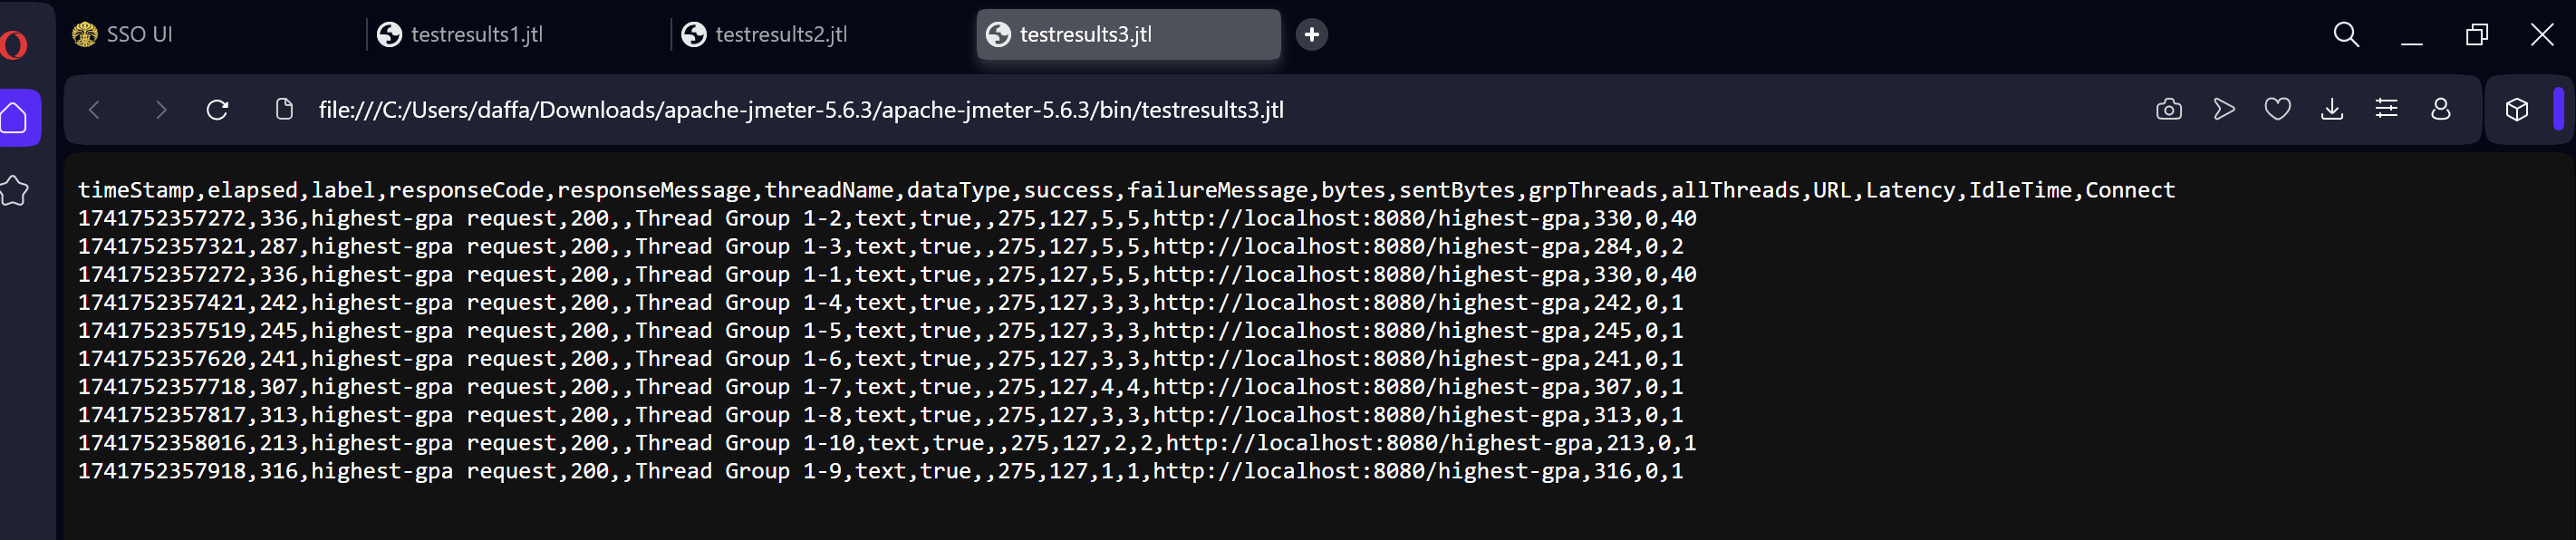 SSO UI
testresults1.jtl
testresults2.jtl
testresults3.jtl
file:///C:/Users/daffa/Downloads/apache-jmeter-5.6.3/apache-jmeter-5.6.3/bin/testresults3.jtl
timeStamp,elapsed,label,responseCode,responseMessage,threadName,dataType,success,failureMessage,bytes,sentBytes,grpThreads,allThreads,URL,Latency,IdleTime,Connect
1741752357272,336,highest-gpa request,200,,Thread Group 1-2,text,true,,275,127,5,5,http://localhost:8080/highest-gpa,330,0,40
1741752357321,287,highest-gpa request,200,,Thread Group 1-3,text,true,,275,127,5,5,http://localhost:8080/highest-gpa,284,0,2
1741752357272,336,highest-gpa request,200,,Thread Group 1-1,text,true,,275,127,5,5,http://localhost:8080/highest-gpa,330,0,40
1741752357421,242,highest-gpa request,200,,Thread Group 1-4,text,true,,275,127,3,3,http://localhost:8080/highest-gpa,242,0,1
1741752357519,245,highest-gpa request,200,,Thread Group 1-5,text,true,,275,127,3,3,http://localhost:8080/highest-gpa,245,0,1
1741752357620,241,highest-gpa request,200,,Thread Group 1-6,text,true,,275,127,3,3,http://localhost:8080/highest-gpa,241,0,1
1741752357718,307,highest-gpa request,200,,Thread Group 1-7,text,true,,275,127,4,4,http://localhost:8080/highest-gpa,307,0,1
1741752357817,313,highest-gpa request,200,,Thread Group 1-8,text,true,,275,127,3,3,http://localhost:8080/highest-gpa,313,0,1
1741752358016,213,highest-gpa request,200,,Thread Group 1-10,text,true,,275,127,2,2,http://localhost:8080/highest-gpa,213,0,1
1741752357918,316,highest-gpa request,200,,Thread Group 1-9,text,true,,275,127,1,1,http://localhost:8080/highest-gpa,316,0,1